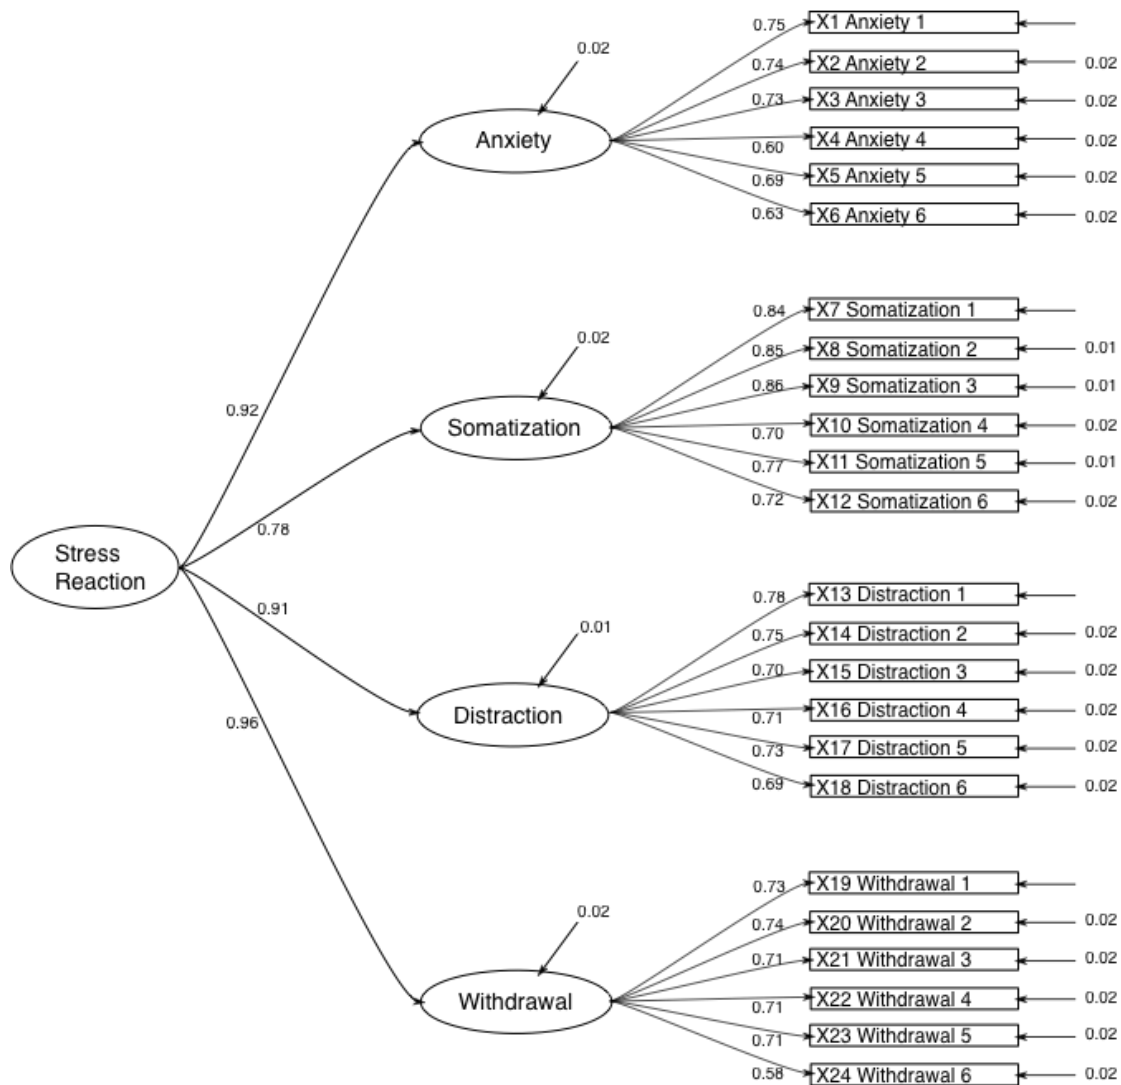 0.02
Anxiety
0.75
X1 Anxiety 1
0.74
X2 Anxiety 2
0.02
0.73
X3 Anxiety 3
0.02
0.60
X4 Anxiety 4
0.02
0.69
X5 Anxiety 5
0.02
0.63
X6 Anxiety 6
0.02
0.92
0.02
Somatization
0.84
X7 Somatization 1
0.85
X8 Somatization 2
0.01
0.86
X9 Somatization 3
0.01
0.70
X10 Somatization 4
0.02
0.77
X11 Somatization 5
0.01
0.72
X12 Somatization 6
0.02
0.78
Stress
Reaction
0.91
0.01
Distraction
0.78
X13 Distraction 1
0.75
X14 Distraction 2
0.02
0.70
X15 Distraction 3
0.02
0.71
X16 Distraction 4
0.02
0.73
X17 Distraction 5
0.02
0.69
X18 Distraction 6
0.02
0.96
0.02
Withdrawal
0.73
X19 Withdrawal 1
0.74
X20 Withdrawal 2
0.02
0.71
X21 Withdrawal 3
0.02
0.71
X22 Withdrawal 4
0.02
0.71
X23 Withdrawal 5
0.02
0.58
X24 Withdrawal 6
0.02